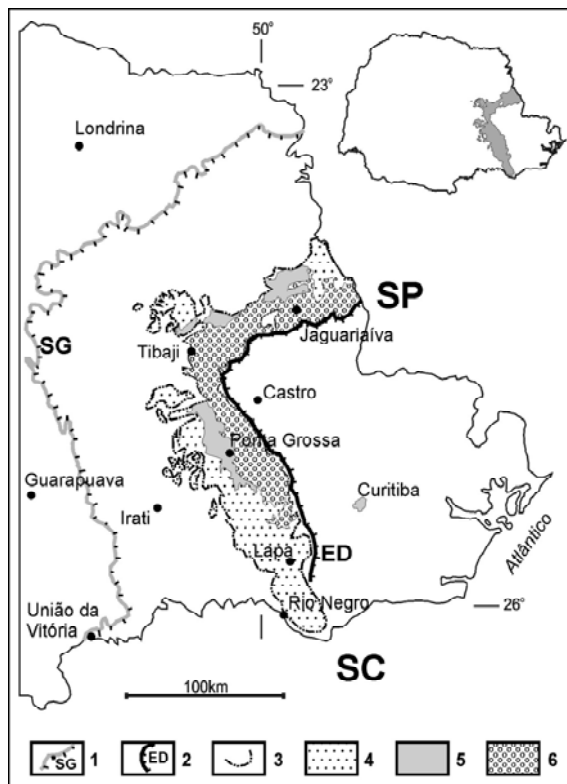 50°
23°
Londrina
SP
Jaguariaíva
SG
Tibaji
Castro
Ponta Grossa
Guarapuava
Curitiba
Irati
Atlântico
Lapa
ED
União da
Vitória
Rio Negro
26°
SC
100km
SG 1 ED 2 3 4 5 6